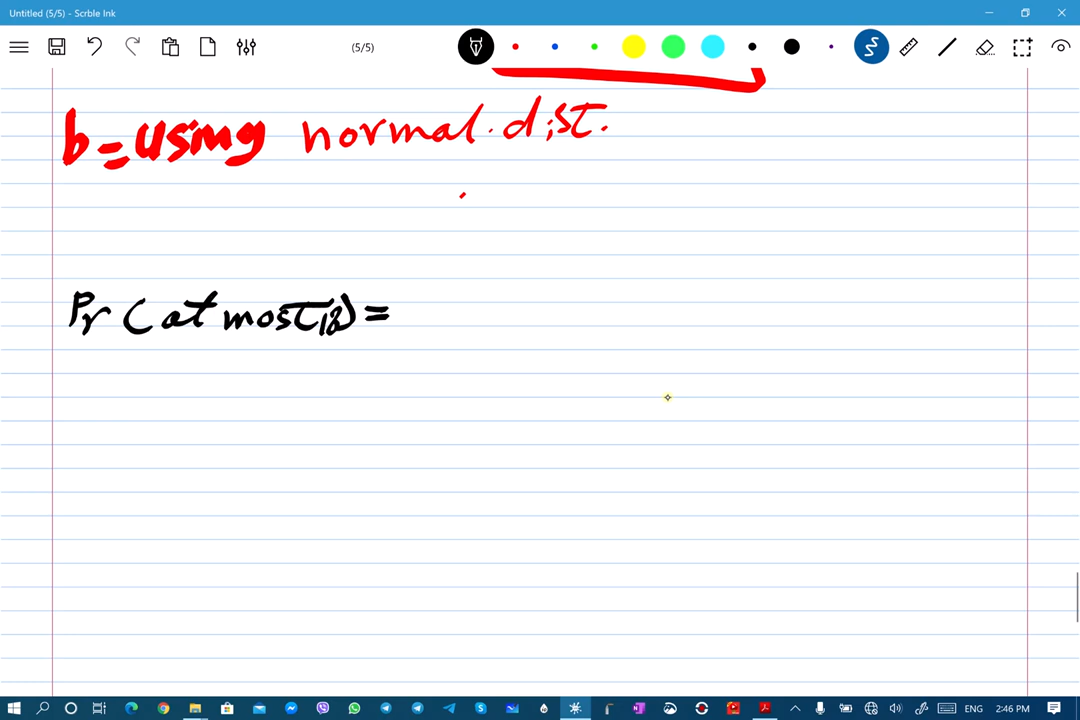 Untitled (5/5) - Scrble Ink
(5/5)
b=using normal.dist.
Pr (at most 18) =
ENG 2:46 PM